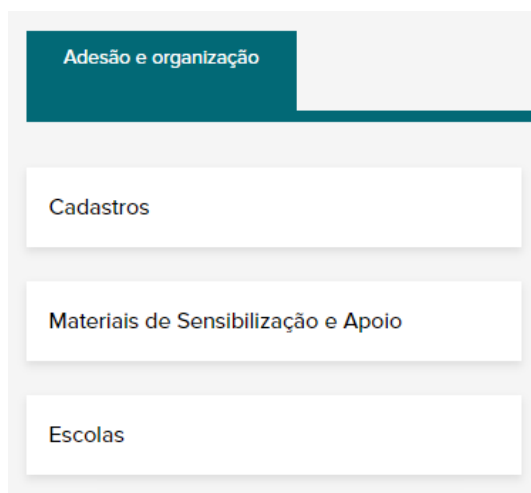 Adesão e organização
Cadastros
Materiais de Sensibilização e Apoio
Escolas